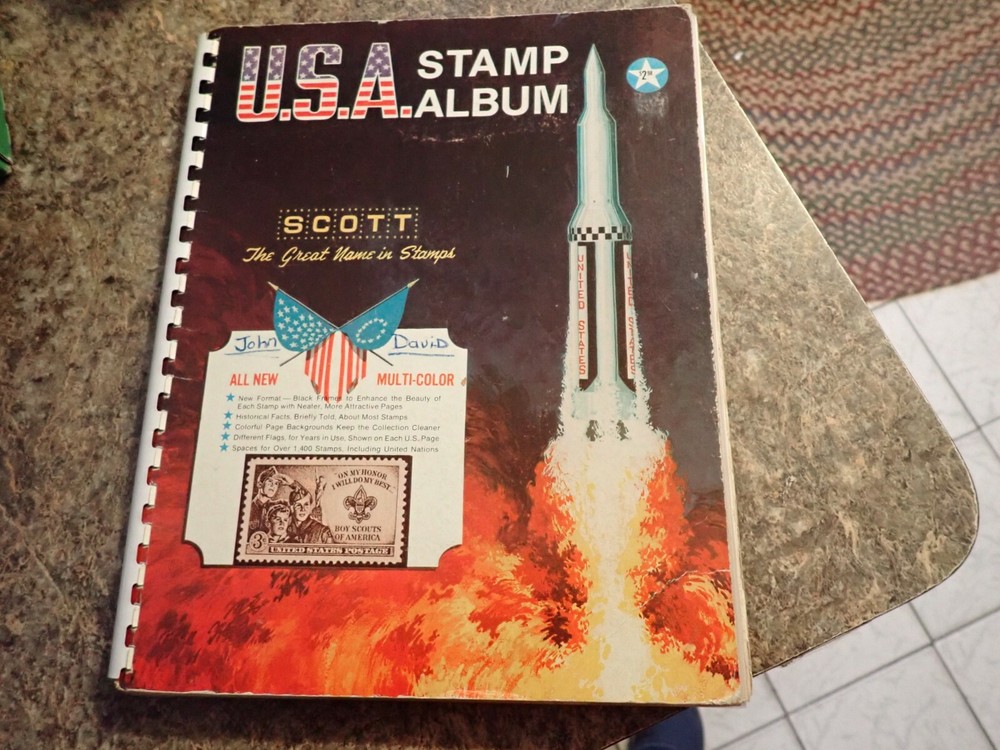 U.S.A. STAMP
ALBUM
$2.00
SCOTT
The Great Name in Stamps
John David
ALL NEW MULTI-COLOR
New Format — Black Frames to Enhance the Beauty of
Each Stamp with Neater, More Attractive Pages
Historical Facts, Briefly Told, About Most Stamps
Colorful Page Backgrounds Keep the Collection Cleaner
Different Flags, for Years in Use, Shown on Each U.S. Page
Spaces for Over 1,400 Stamps, Including United Nations
"ON MY HONOR
I WILL DO MY BEST"
BOY SCOUTS
OF AMERICA
3¢
UNITED STATES POSTAGE
UNITED STATES
UNITED STATES